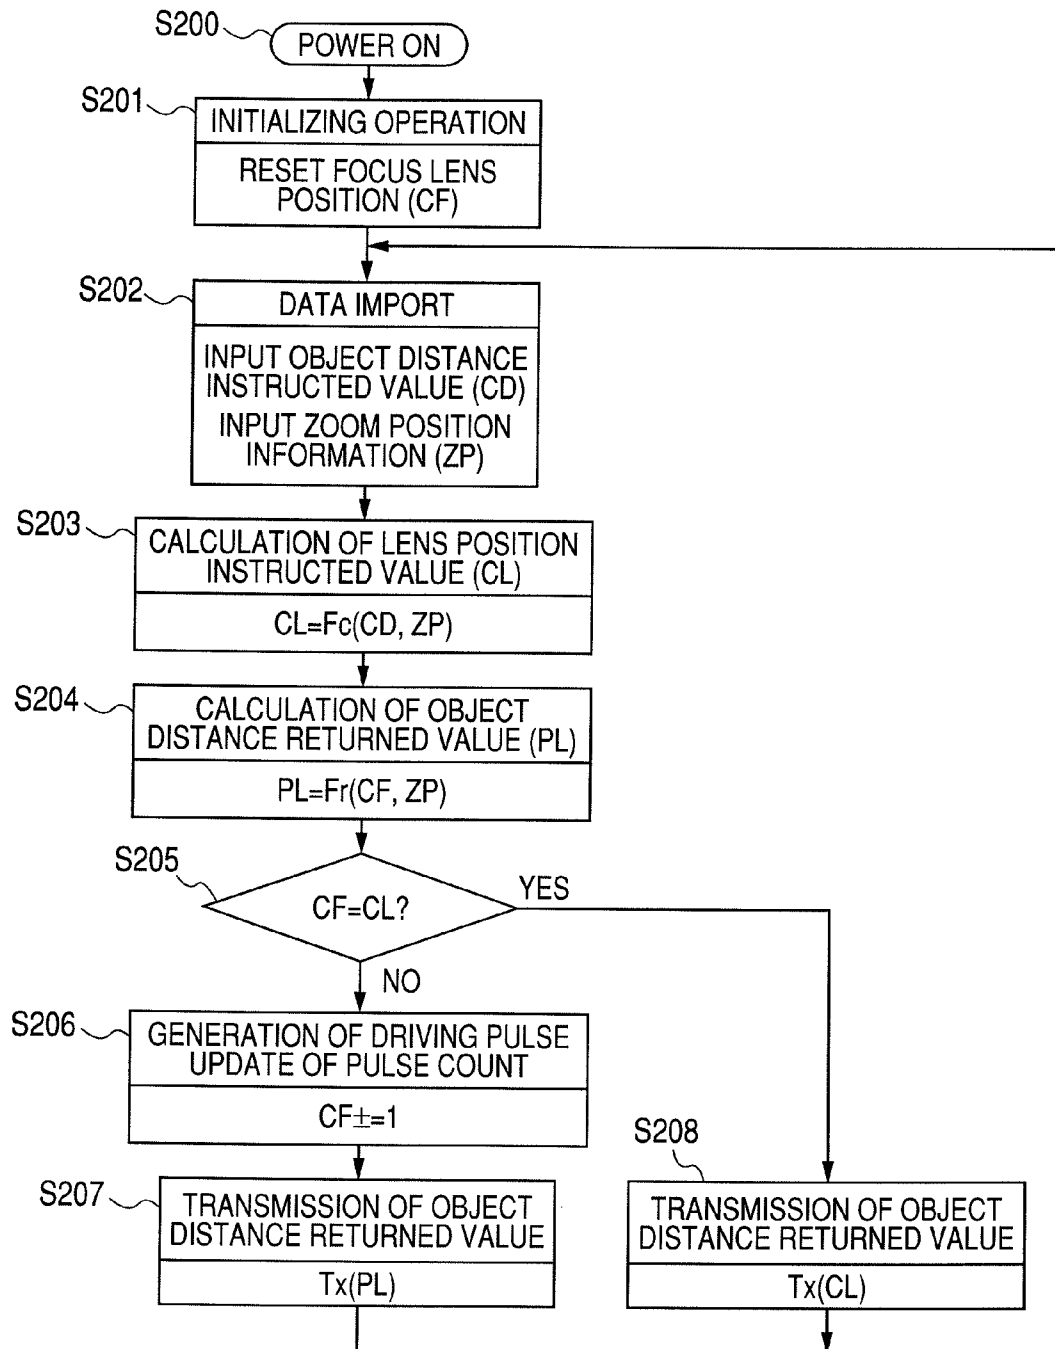 S200
POWER ON
S201
INITIALIZING OPERATION
RESET FOCUS LENS
POSITION (CF)
S202
DATA IMPORT
INPUT OBJECT DISTANCE
INSTRUCTED VALUE (CD)
INPUT ZOOM POSITION
INFORMATION (ZP)
S203
CALCULATION OF LENS POSITION
INSTRUCTED VALUE (CL)
CL=Fc(CD, ZP)
S204
CALCULATION OF OBJECT
DISTANCE RETURNED VALUE (PL)
PL=Fr(CF, ZP)
S205
CF=CL?
YES
NO
S206
GENERATION OF DRIVING PULSE
UPDATE OF PULSE COUNT
CF±=1
S207
TRANSMISSION OF OBJECT
DISTANCE RETURNED VALUE
Tx(PL)
S208
TRANSMISSION OF OBJECT
DISTANCE RETURNED VALUE
Tx(CL)